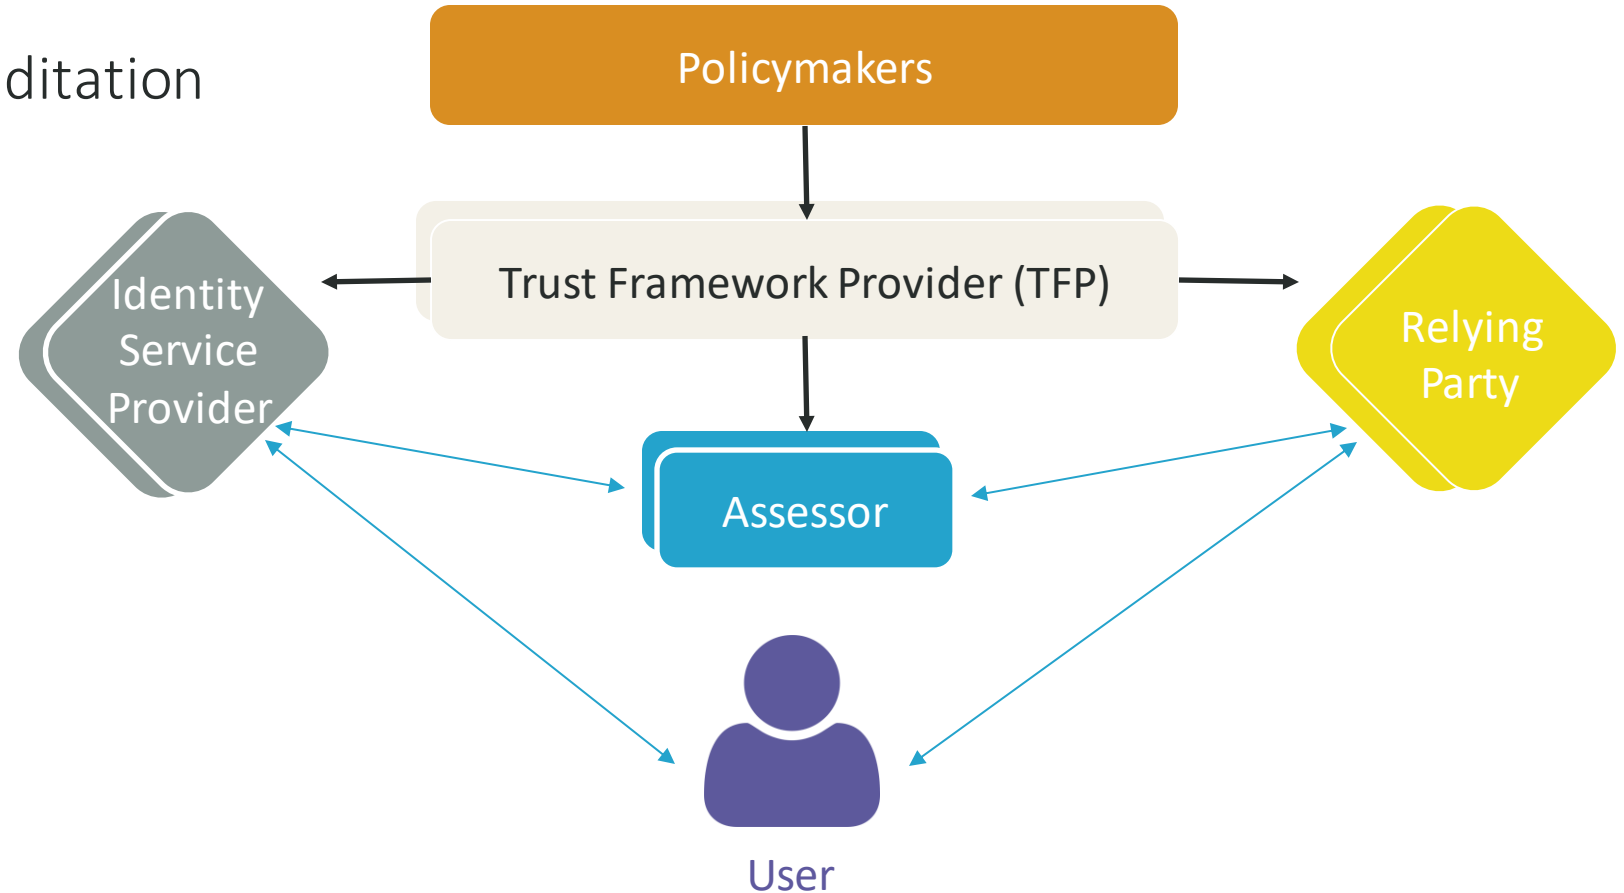 ditation
Policymakers
Trust Framework Provider (TFP)
Identity
Service
Provider
Relying
Party
Assessor
User